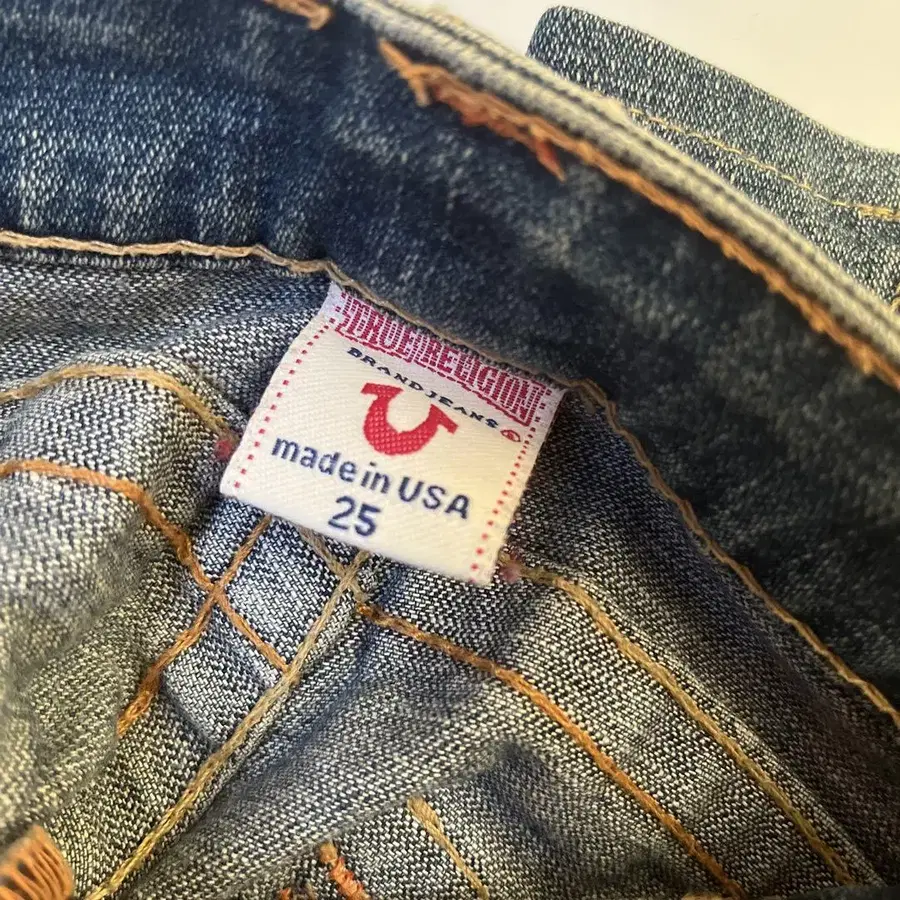 TRUE RELIGION
BRAND JEANS ®
made in USA
25